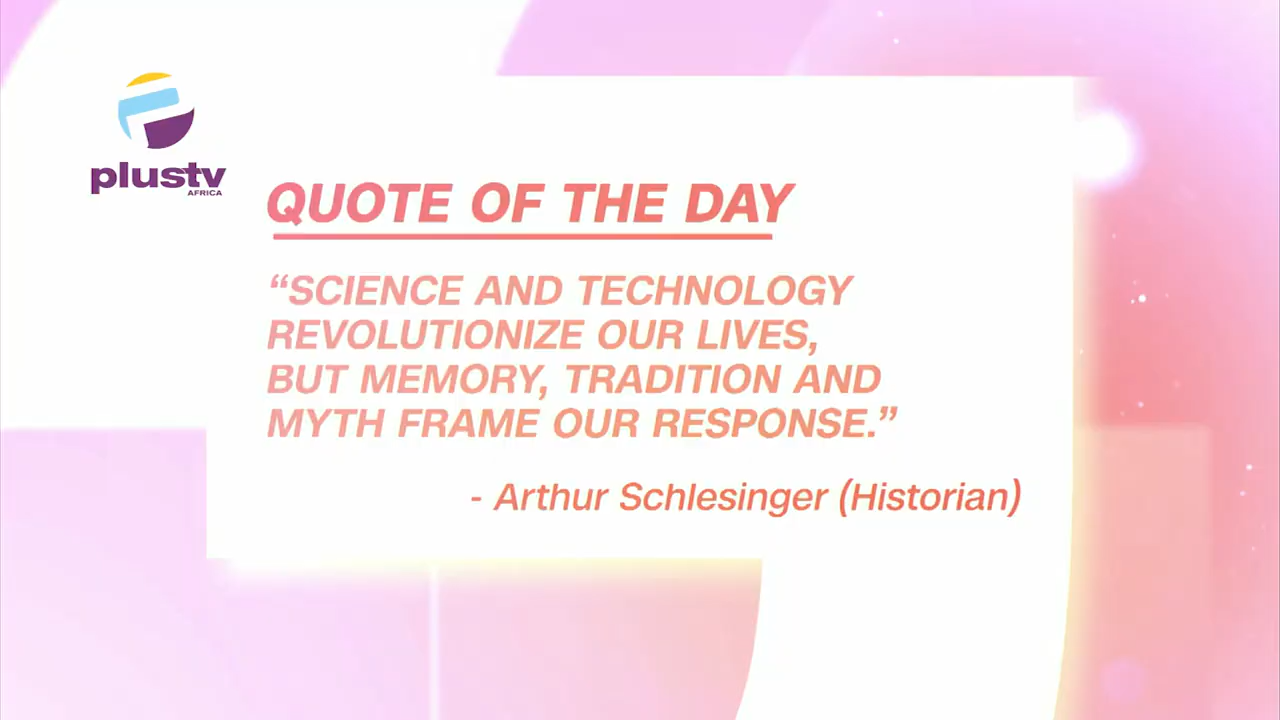 plustv
AFRICA
QUOTE OF THE DAY
“SCIENCE AND TECHNOLOGY
REVOLUTIONIZE OUR LIVES,
BUT MEMORY, TRADITION AND
MYTH FRAME OUR RESPONSE.”
- Arthur Schlesinger (Historian)